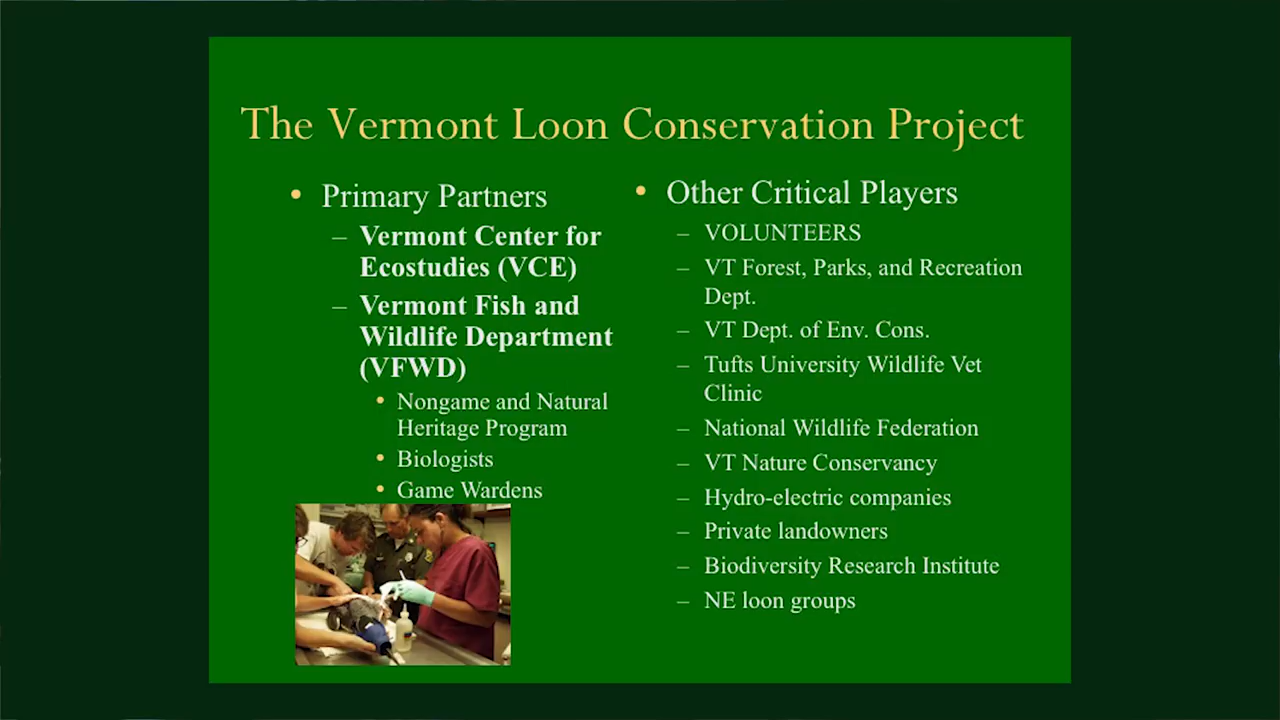 The Vermont Loon Conservation Project
• Primary Partners
– Vermont Center for
Ecostudies (VCE)
– Vermont Fish and
Wildlife Department
(VFWD)
• Nongame and Natural
Heritage Program
• Biologists
• Game Wardens
• Other Critical Players
– VOLUNTEERS
– VT Forest, Parks, and Recreation
Dept.
– VT Dept. of Env. Cons.
– Tufts University Wildlife Vet
Clinic
– National Wildlife Federation
– VT Nature Conservancy
– Hydro-electric companies
– Private landowners
– Biodiversity Research Institute
– NE loon groups